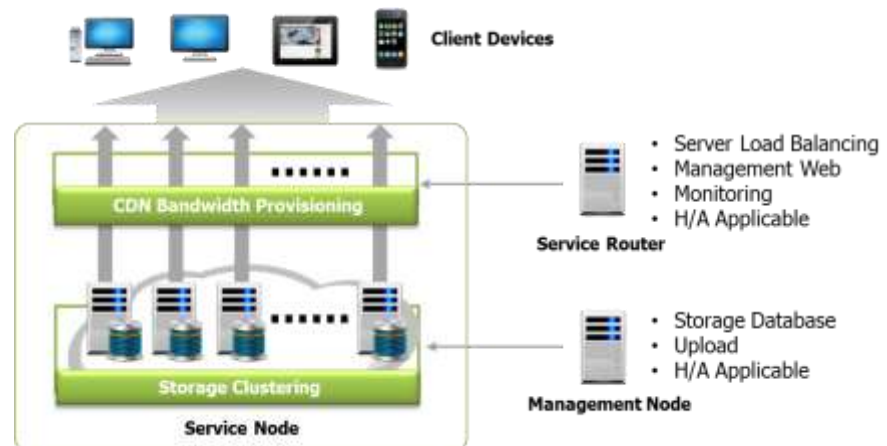 Client Devices
CDN Bandwidth Provisioning
• Server Load Balancing
• Management Web
• Monitoring
• H/A Applicable
Service Router
Storage Clustering
Service Node
• Storage Database
• Upload
• H/A Applicable
Management Node